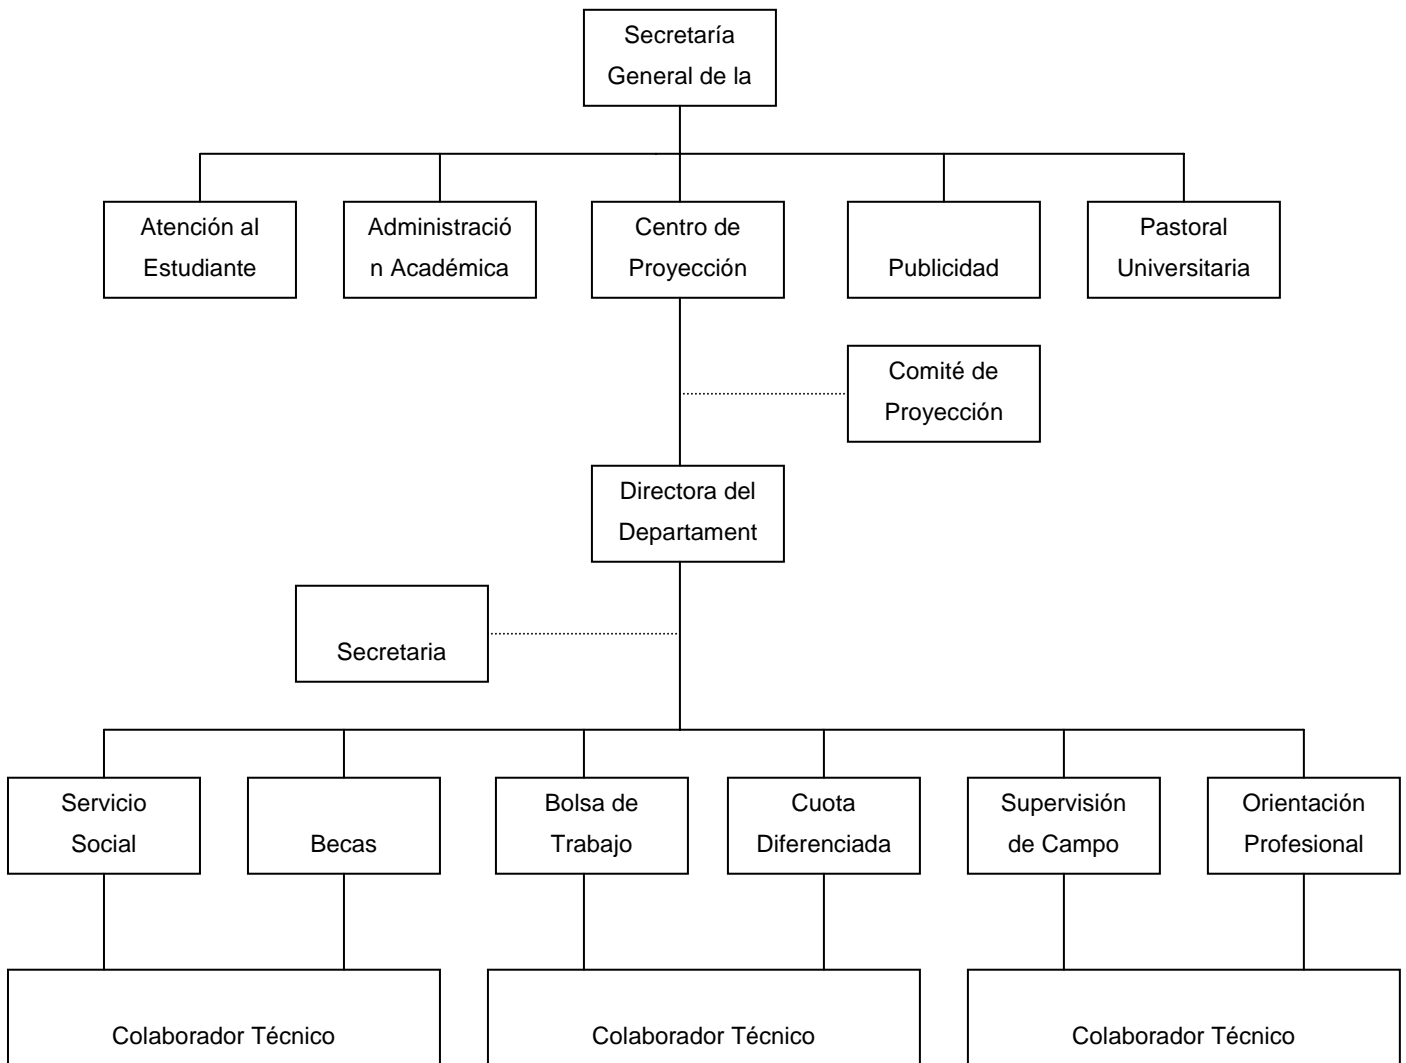 Secretaría
General de la
Atención al
Estudiante
Administració
n Académica
Centro de
Proyección
Publicidad
Pastoral
Universitaria
Comité de
Proyección
Directora del
Departament
Secretaria
Servicio
Social
Becas
Bolsa de
Trabajo
Cuota
Diferenciada
Supervisión
de Campo
Orientación
Profesional
Colaborador Técnico
Colaborador Técnico
Colaborador Técnico